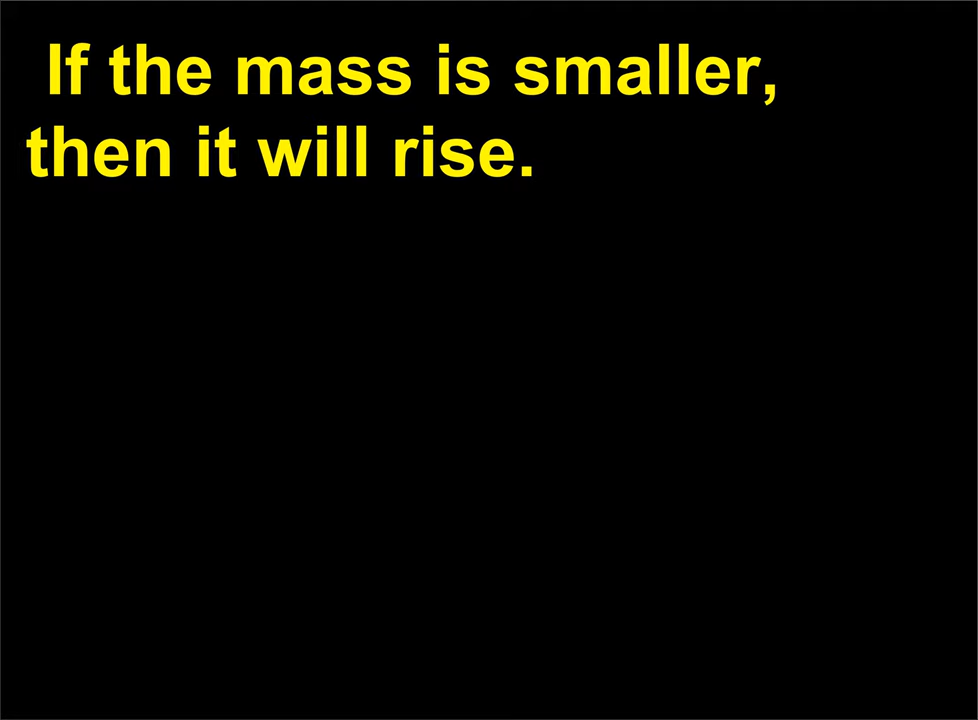 If the mass is smaller,
then it will rise.